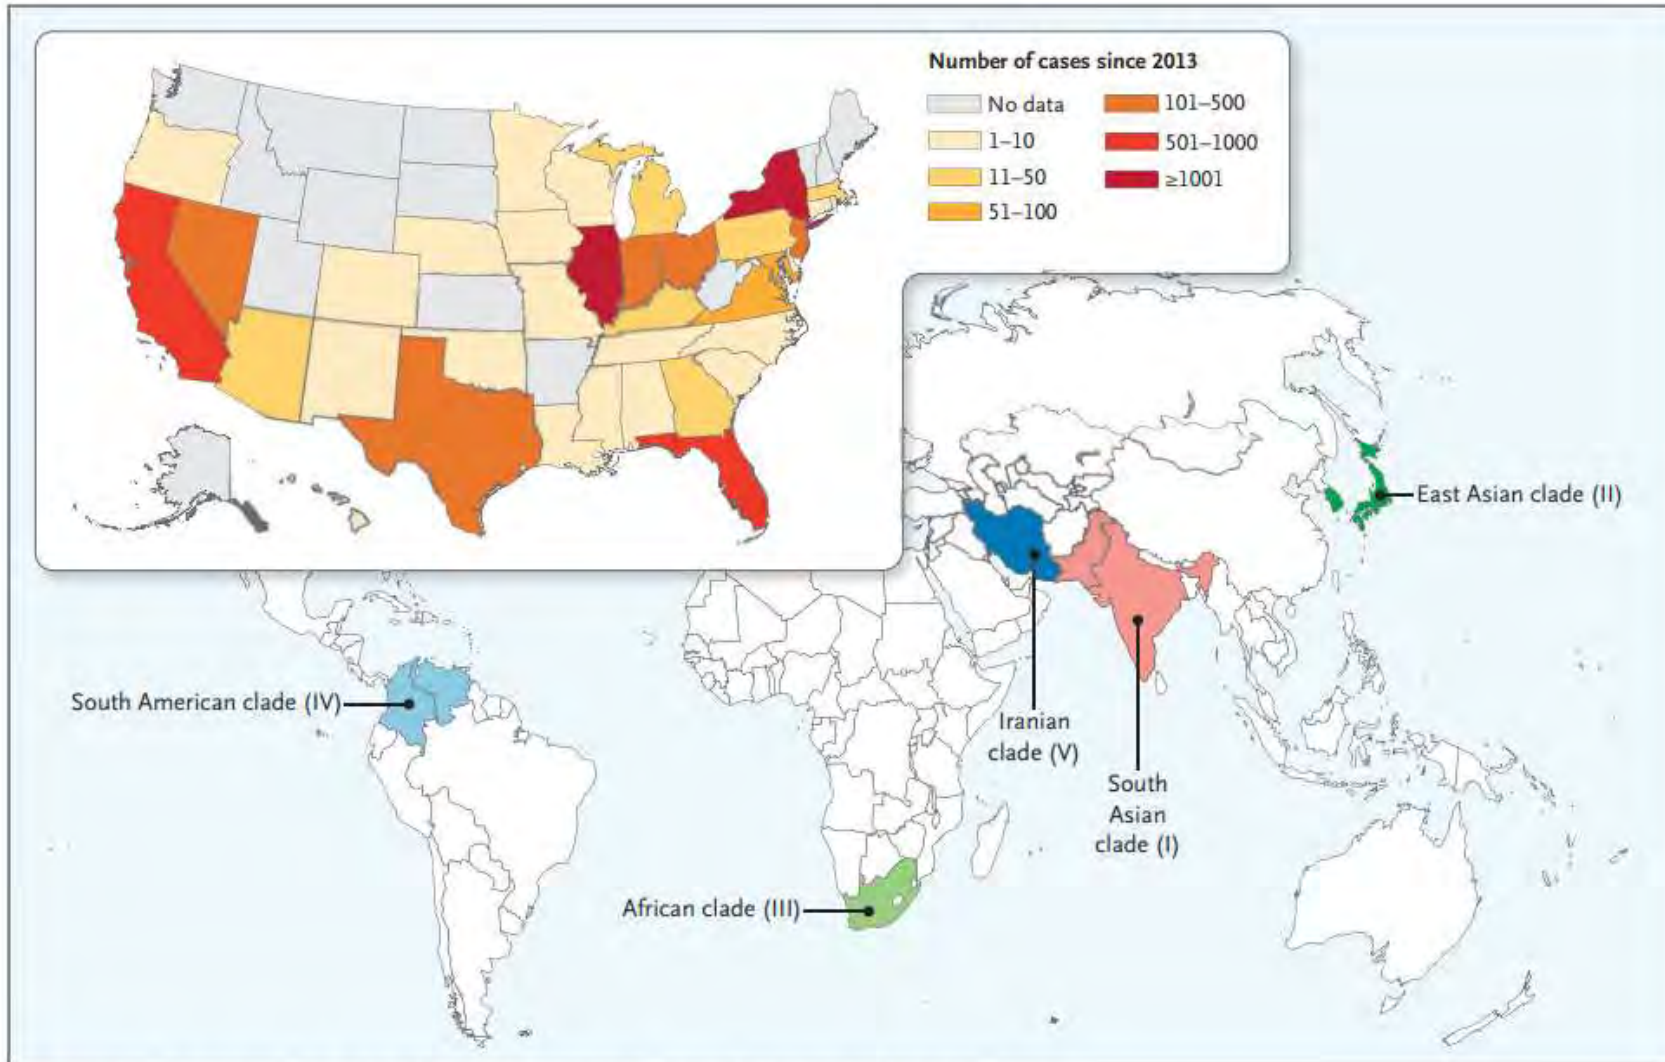 Number of cases since 2013
No data
1–10
11–50
51–100
101–500
501–1000
≥1001
East Asian clade (II)
South American clade (IV)
Iranian
clade (V)
South
Asian
clade (I)
African clade (III)